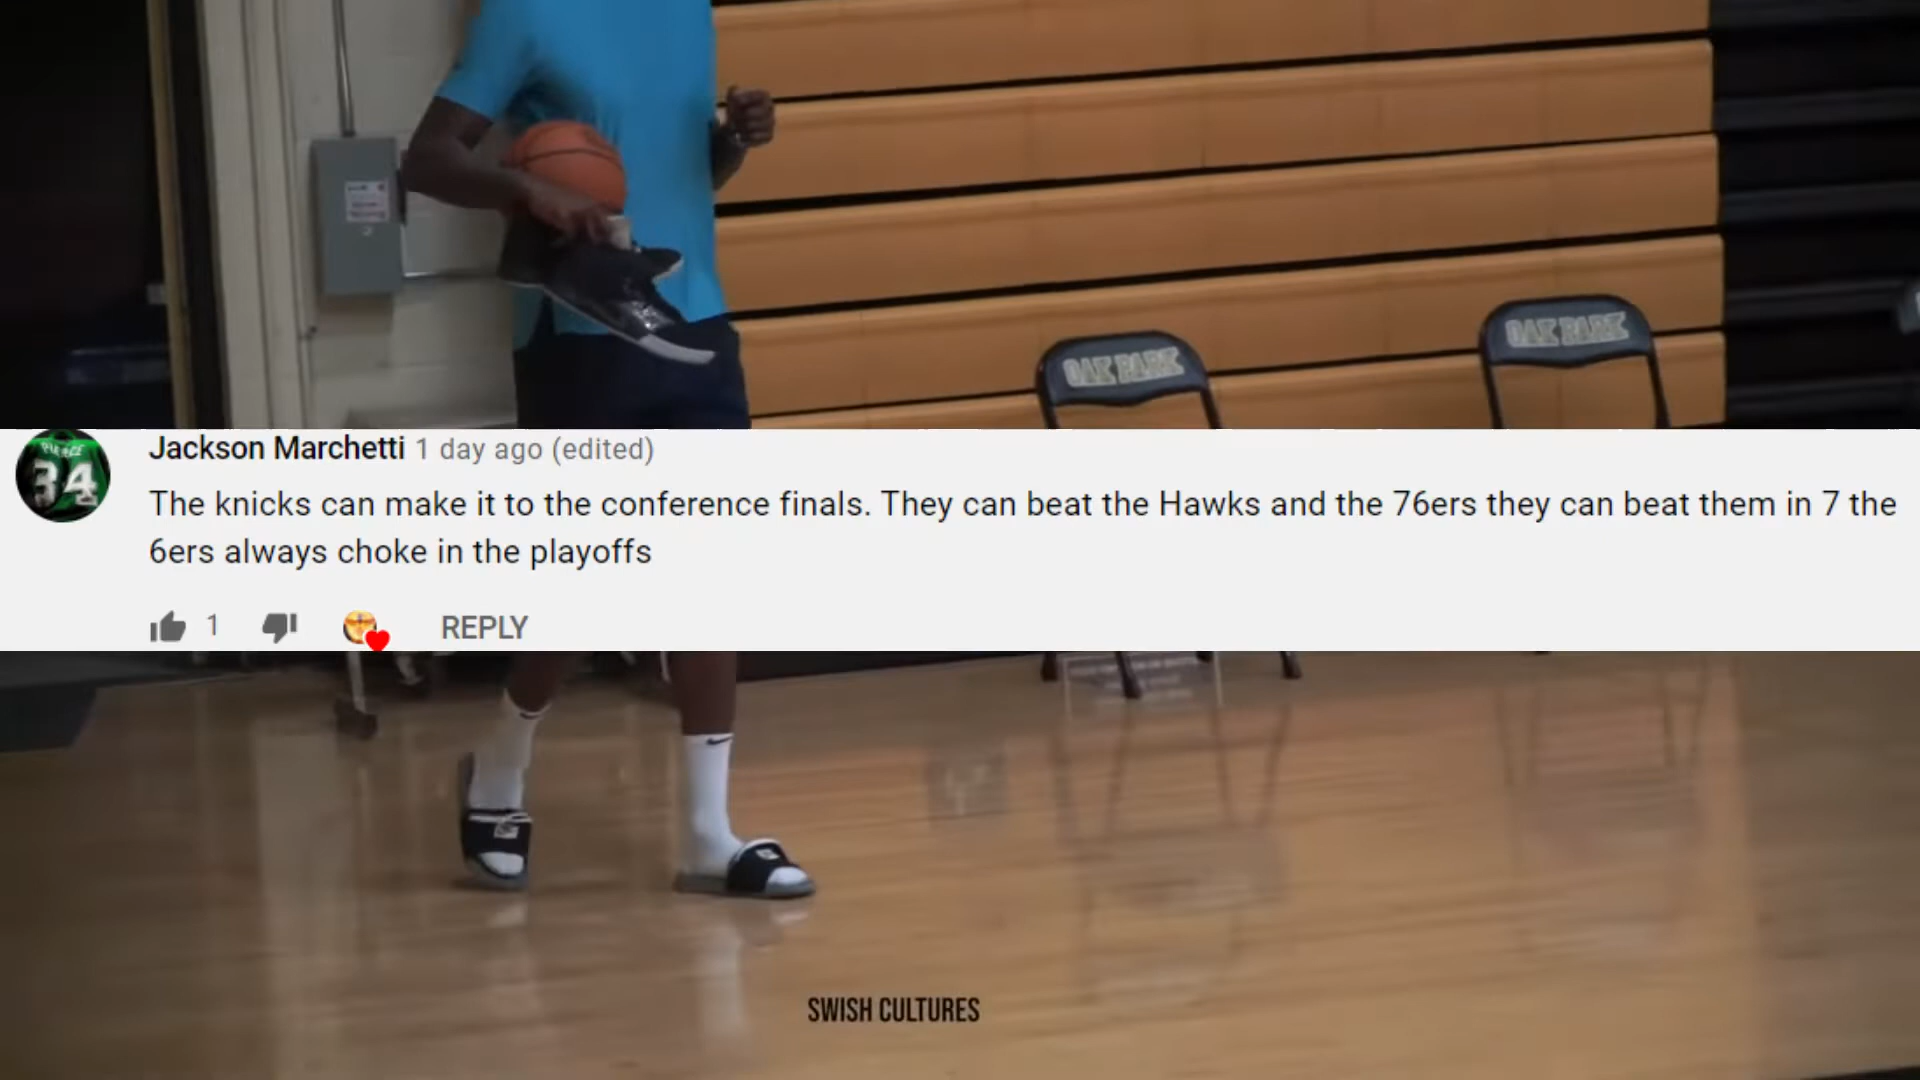 OAK PARK
OAK PARK
PIERCE
34
Jackson Marchetti 1 day ago (edited)
The knicks can make it to the conference finals. They can beat the Hawks and the 76ers they can beat them in 7 the
6ers always choke in the playoffs
1
REPLY
SWISH CULTURES